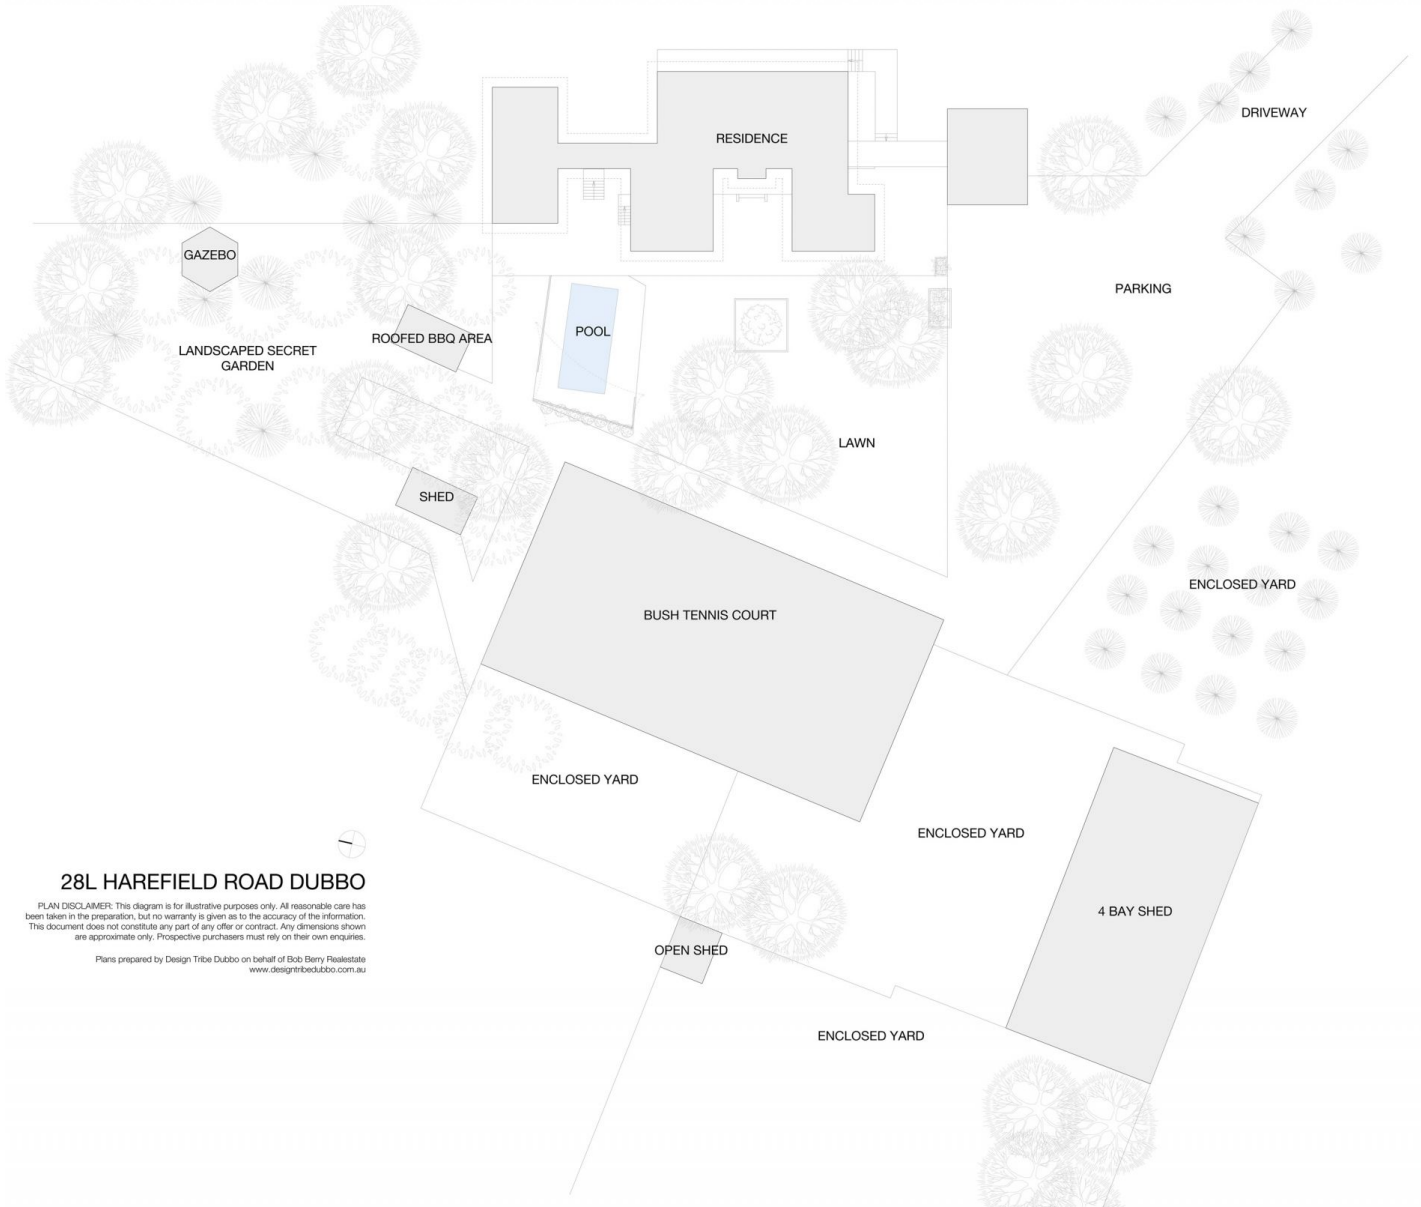 RESIDENCE
DRIVEWAY
GAZEBO
PARKING
POOL
ROOFED BBQ AREA
LANDSCAPED SECRET
GARDEN
LAWN
SHED
ENCLOSED YARD
BUSH TENNIS COURT
ENCLOSED YARD
ENCLOSED YARD
4 BAY SHED
OPEN SHED
ENCLOSED YARD
28L HAREFIELD ROAD DUBBO
PLAN DISCLAIMER: This diagram is for illustrative purposes only. All reasonable care has
been taken in the preparation, but no warranty is given as to the accuracy of the information.
This document does not constitute any part of any offer or contract. Any dimensions shown
are approximate only. Prospective purchasers must rely on their own enquiries.
Plans prepared by Design Tribe Dubbo on behalf of Bob Berry Realestate
www.designtribedubbo.com.au